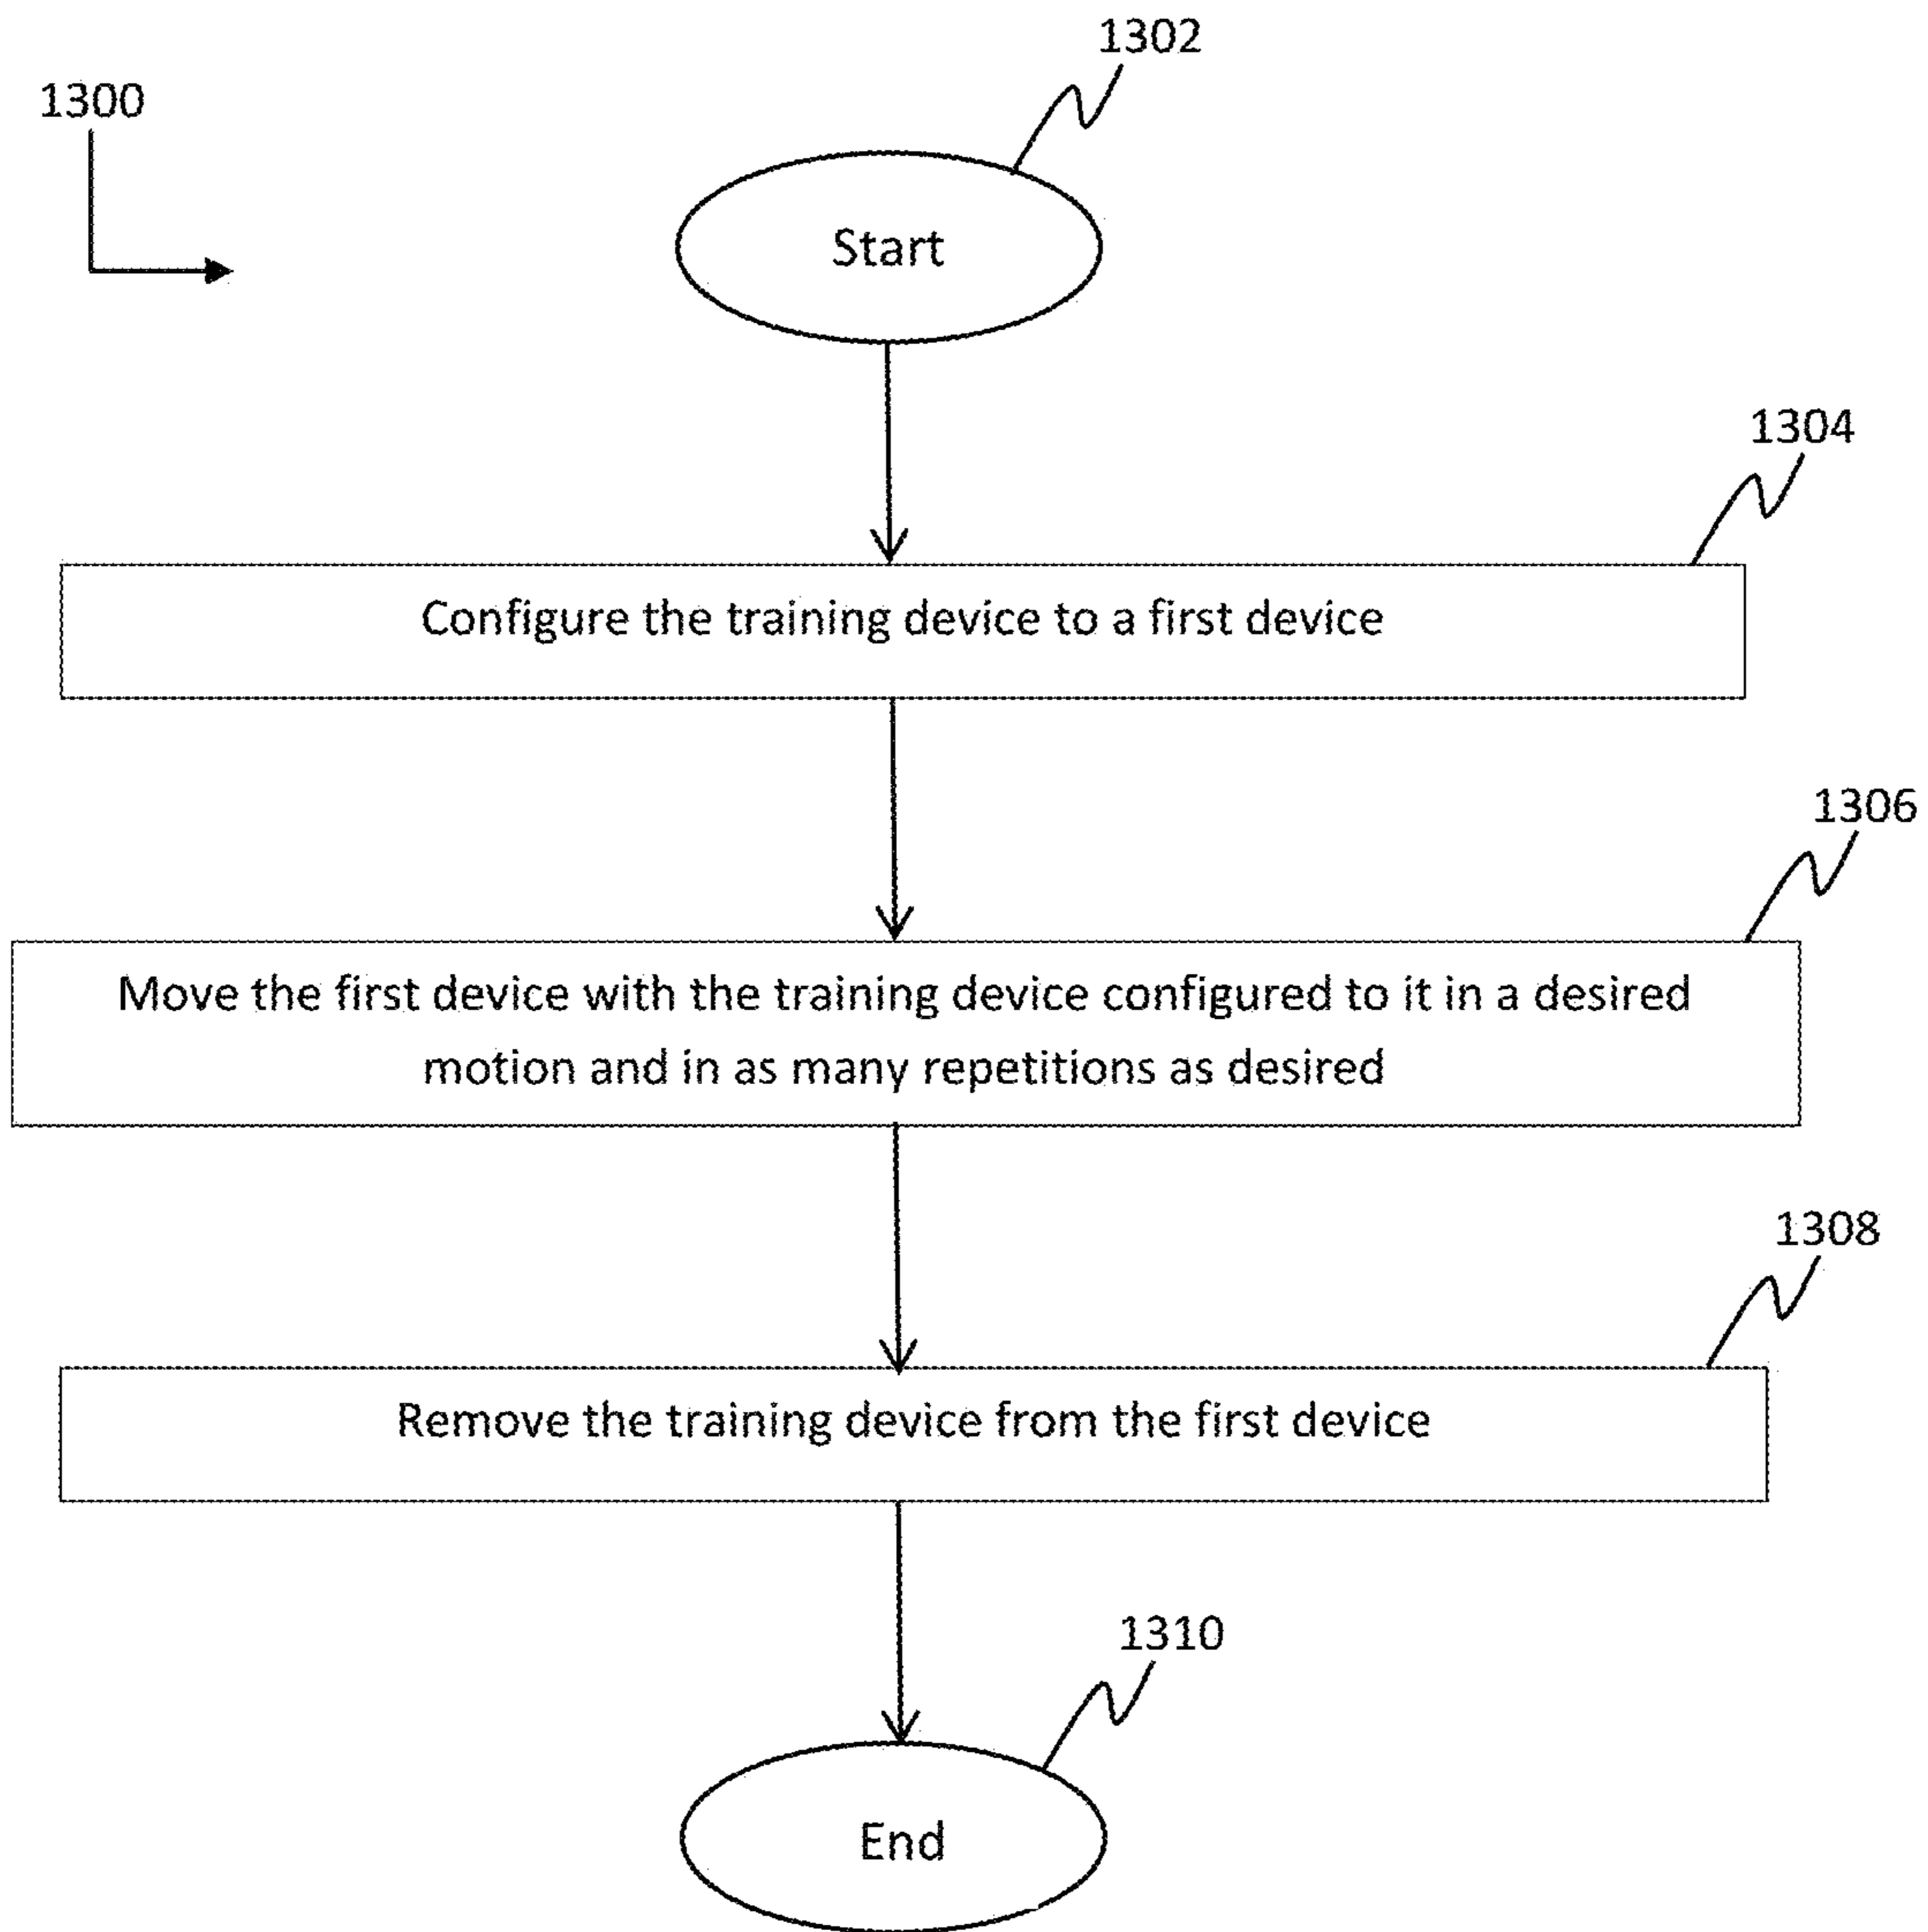 1302
1300
Start
1304
Configure the training device to a first device
1306
Move the first device with the training device configured to it in a desired
motion and in as many repetitions as desired
1308
Remove the training device from the first device
1310
End